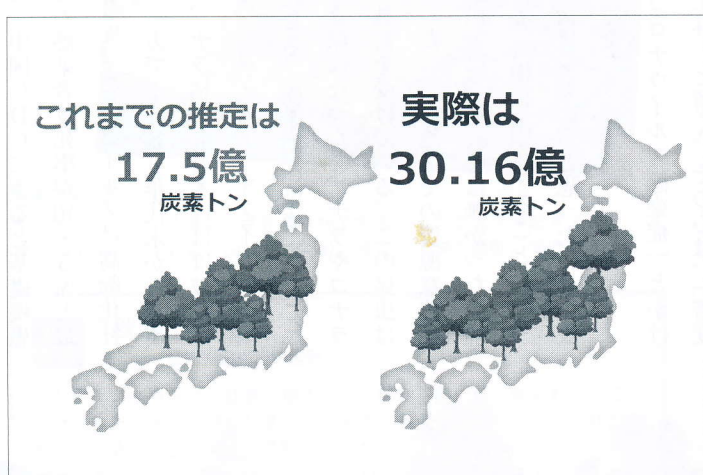 これまでの推定は
17.5億
炭素トン
実際は
30.16億
炭素トン